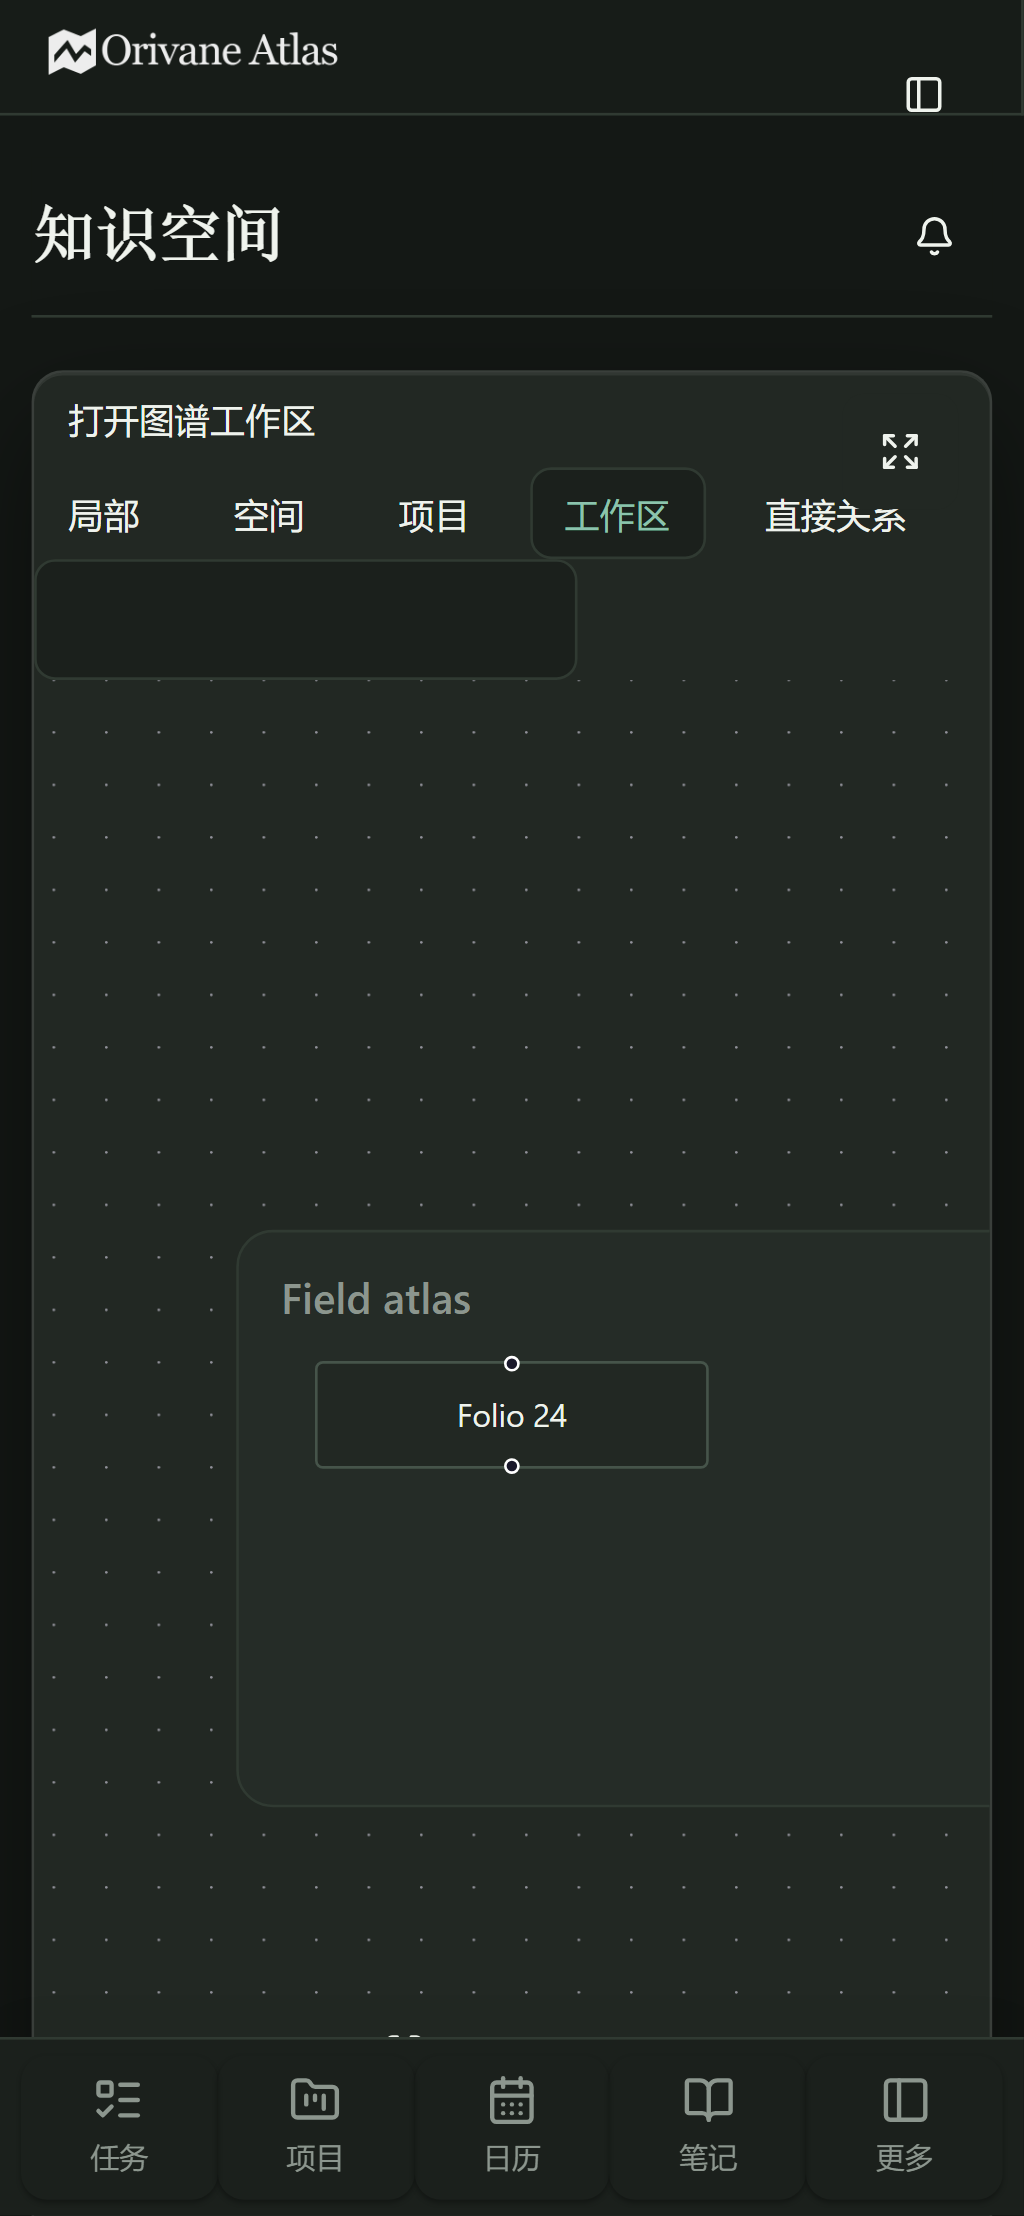 Orivane Atlas
知识空间
打开图谱工作区
局部 空间 项目 工作区 直接关系
Field atlas
Folio 24
任务 项目 日历 笔记 更多